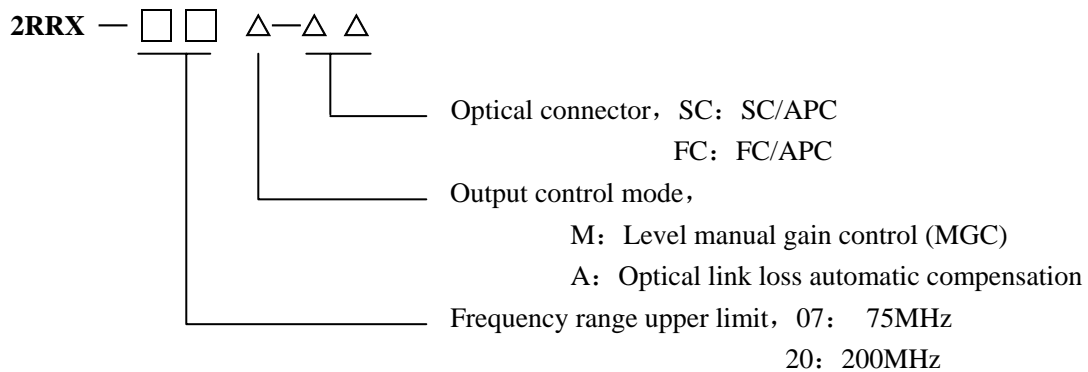 2RRX — □ □ △—△ △
Optical connector，SC：SC/APC
FC：FC/APC
Output control mode，
M：Level manual gain control (MGC)
A：Optical link loss automatic compensation
Frequency range upper limit，07： 75MHz
20：200MHz